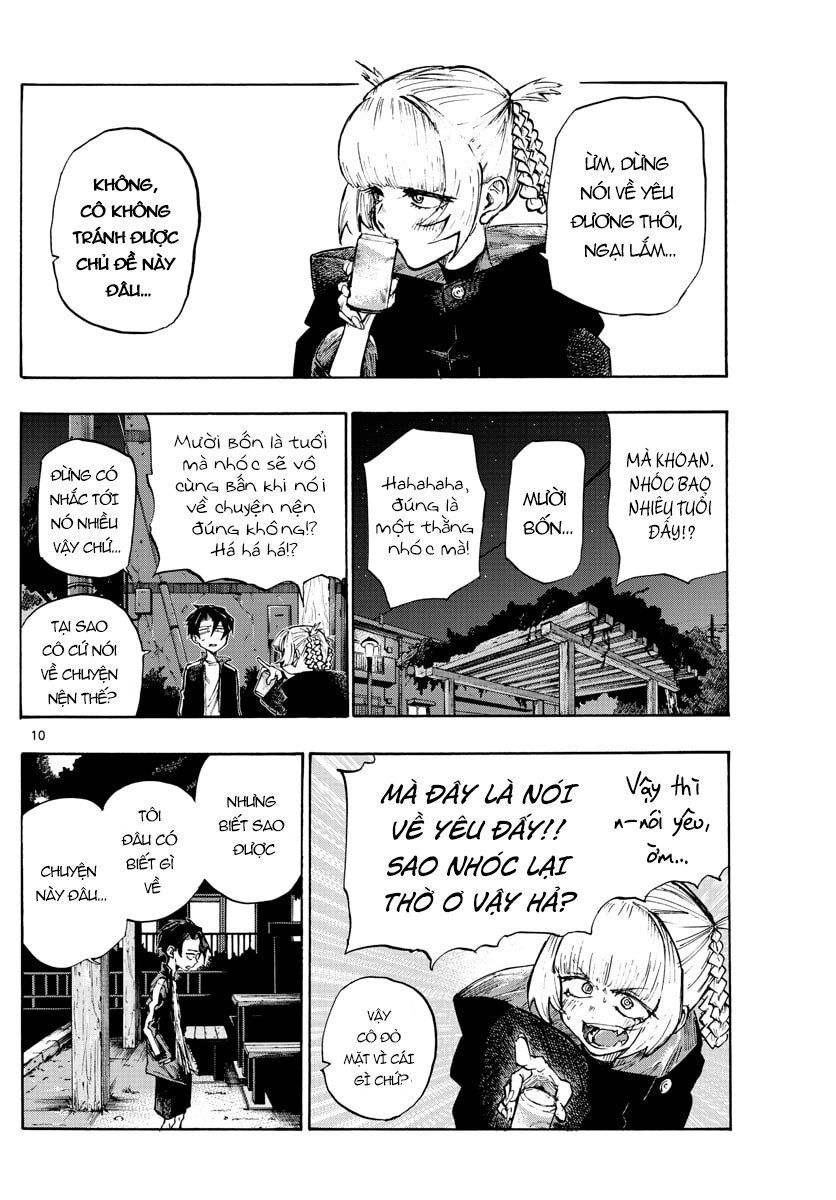 ỪM, DỪNG
NÓI VỀ YÊU
ĐƯƠNG THÔI,
NGẠI LẮM...
KHÔNG,
CÔ KHÔNG
TRÁNH ĐƯỢC
CHỦ ĐỀ NÀY
ĐÂU...
MÀ KHOAN.
NHÓC BAO
NHIÊU TUỔI
ĐẤY!?
MƯỜI
BỐN...
Hahahaha,
đúng là
một thằng
nhóc mà!
Mười bốn là tuổi
mà nhóc sẽ vô
cùng bấn khi nói
về chuyện nện
đúng không!?
Há há há!?
ĐỪNG CÓ
NHẮC TỚI
NÓ NHIỀU
VẬY CHỨ...
TẠI SAO
CÔ CỨ NÓI
VỀ CHUYỆN
NỆN THẾ?
10
Vậy thì
n-nói yêu,
ờm...
MÀ ĐÂY LÀ NÓI
VỀ YÊU ĐẤY!!
SAO NHÓC LẠI
THỜ Ơ VẬY HẢ?
VẬY
CÔ ĐỎ
MẶT VÌ CÁI
GÌ CHỨ?
NHƯNG
BIẾT SAO
ĐƯỢC
TÔI
ĐÂU CÓ
BIẾT GÌ
VỀ
CHUYỆN
NÀY ĐÂU...